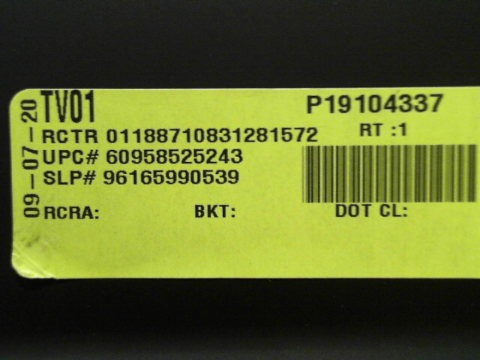 09-07-20
TV01 P19104337
RCTR 01188710831281572 RT :1
UPC# 60958525243
SLP# 96165990539
RCRA: BKT: DOT CL: